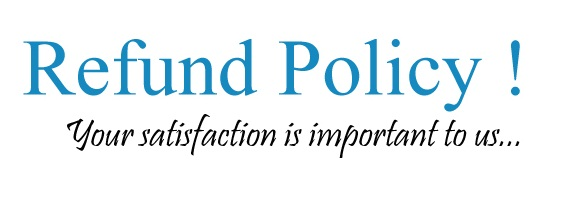 Refund Policy !
Your satisfaction is important to us...